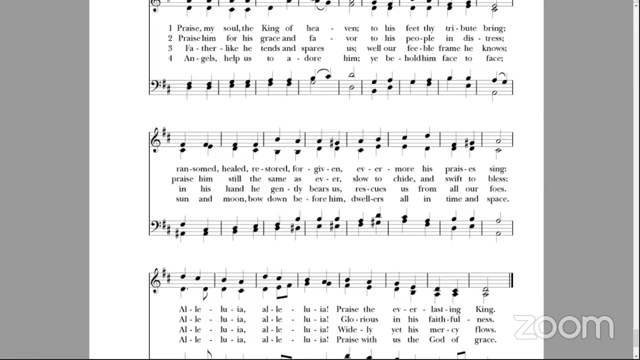 1 Praise, my soul, the King of hea - ven; to his feet thy tri - bute bring;
2 Praise him for his grace and fa - vor to his peo - ple in dis - tress;
3 Fa - ther - like he tends and spares us; well our fee - ble frame he knows;
4 An - gels, help us to a - dore him; ye be - hold him face to face;
ran - somed, healed, re - stored, for - giv - en, ev - er - more his prais - es sing:
praise him still the same as ev - er, slow to chide, and swift to bless:
in his hand he gen - tly bears us, res - cues us from all our foes.
sun and moon, bow down be - fore him, dwell - ers all in time and space.
Al - le - lu - ia, al - le - lu - ia! Praise the ev - er - last - ing King.
Al - le - lu - ia, al - le - lu - ia! Glo - rious in his faith - ful - ness.
Al - le - lu - ia, al - le - lu - ia! Wide - ly yet his mer - cy flows.
Al - le - lu - ia, al - le - lu - ia! Praise with us the God of grace.
zoom